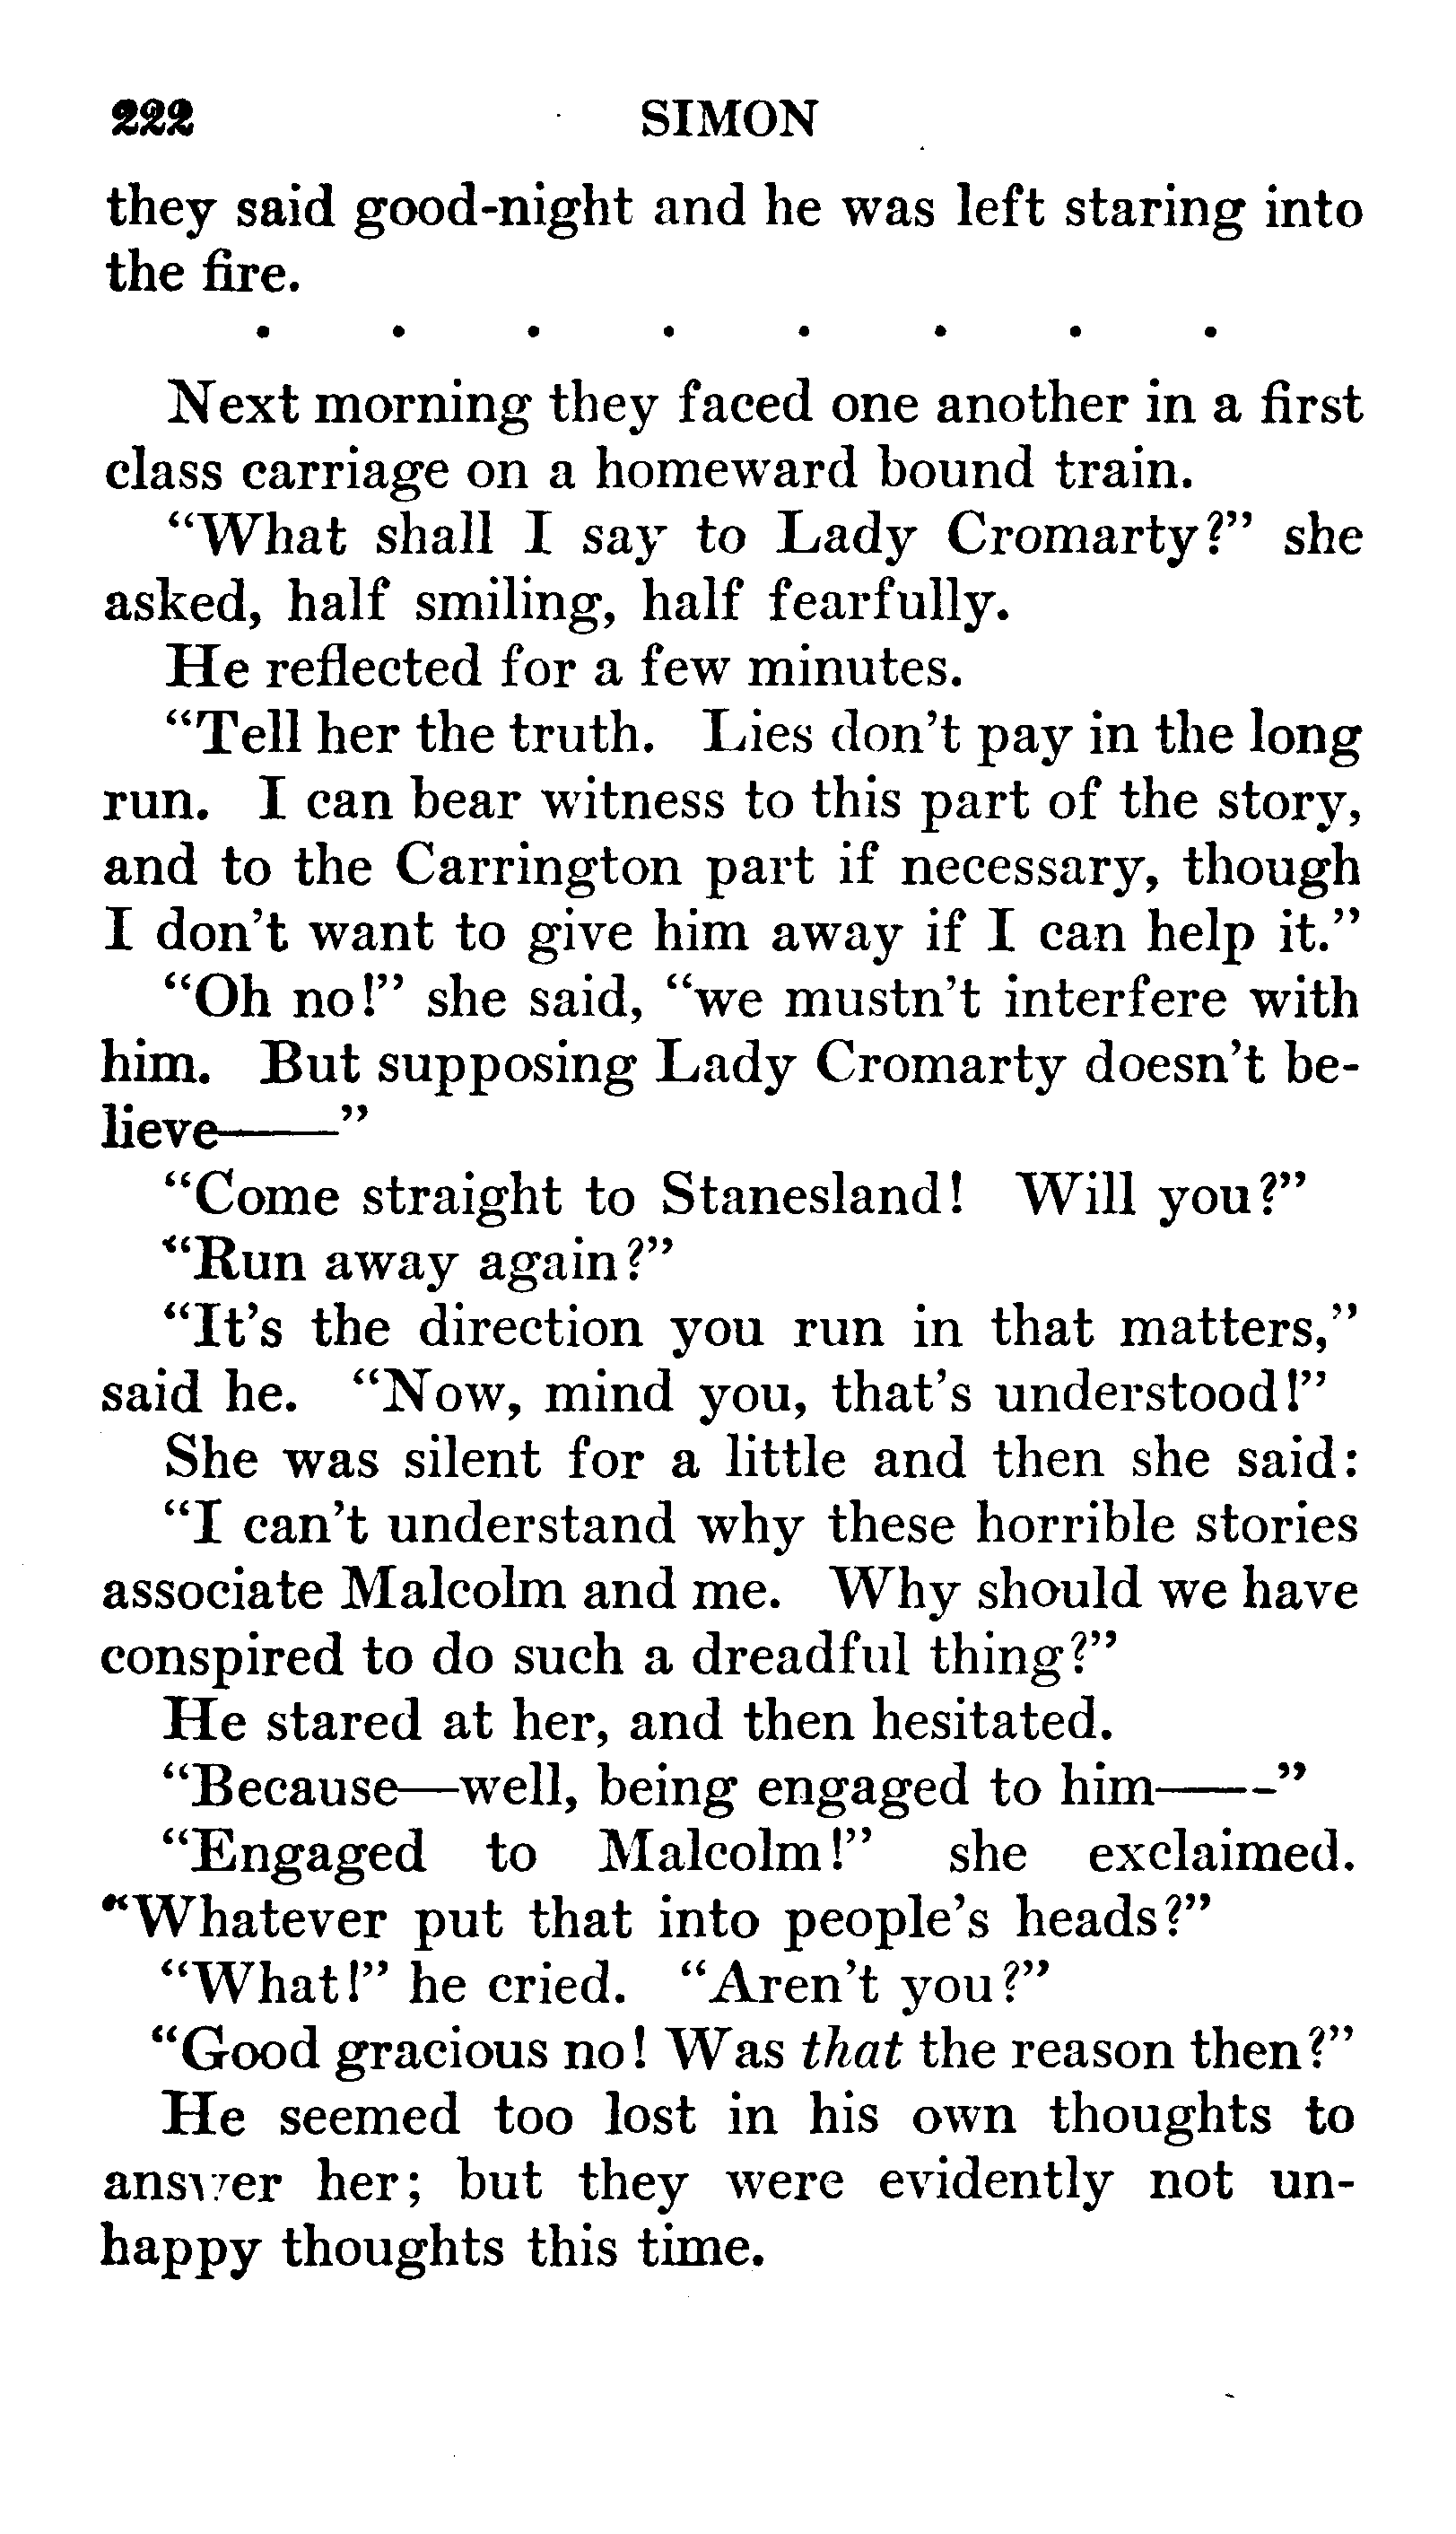 222 SIMON
they said good-night and he was left staring into
the fire.
. . . . . . . .
Next morning they faced one another in a first
class carriage on a homeward bound train.
“What shall I say to Lady Cromarty?” she
asked, half smiling, half fearfully.
He reflected for a few minutes.
“Tell her the truth. Lies don’t pay in the long
run. I can bear witness to this part of the story,
and to the Carrington part if necessary, though
I don’t want to give him away if I can help it.”
“Oh no!” she said, “we mustn’t interfere with
him. But supposing Lady Cromarty doesn’t be-
lieve——”
“Come straight to Stanesland! Will you?”
“Run away again?”
“It’s the direction you run in that matters,”
said he. “Now, mind you, that’s understood!”
She was silent for a little and then she said:
“I can’t understand why these horrible stories
associate Malcolm and me. Why should we have
conspired to do such a dreadful thing?”
He stared at her, and then hesitated.
“Because—well, being engaged to him——”
“Engaged to Malcolm!” she exclaimed.
“Whatever put that into people’s heads?”
“What!” he cried. “Aren’t you?”
“Good gracious no! Was that the reason then?”
He seemed too lost in his own thoughts to
answer her; but they were evidently not un-
happy thoughts this time.